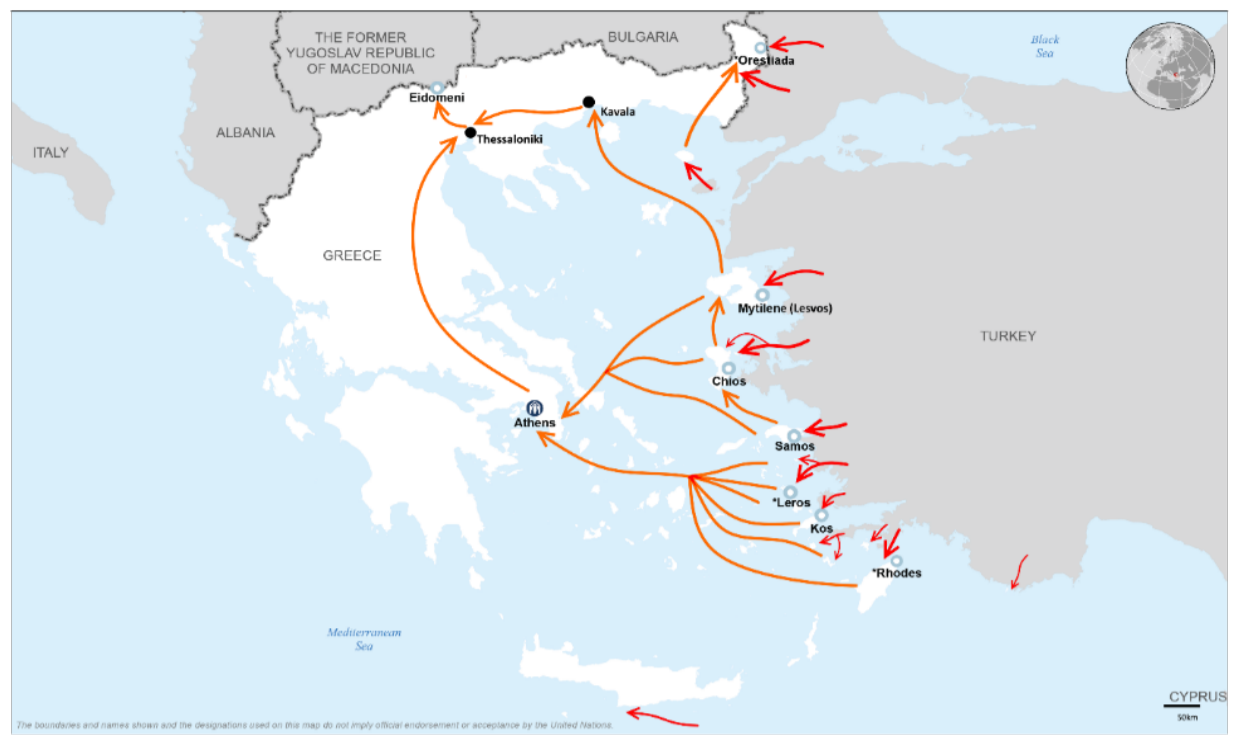 THE FORMER
YUGOSLAV REPUBLIC
OF MACEDONIA
BULGARIA
Black
Sea
*Orestiada
Eidomeni
Kavala
ALBANIA
Thessaloniki
ITALY
GREECE
Mytilene (Lesvos)
TURKEY
Chios
Athens
Samos
*Leros
Kos
*Rhodes
Mediterranean
Sea
CYPRUS
50km
The boundaries and names shown and the designations used on this map do not imply official endorsement or acceptance by the United Nations.